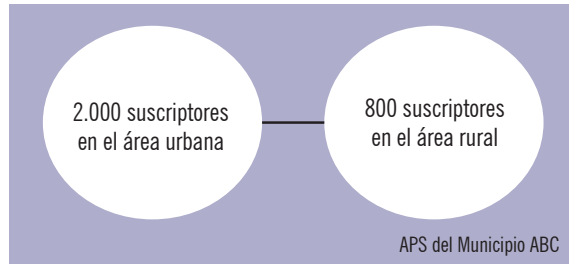 2.000 suscriptores
en el área urbana
800 suscriptores
en el área rural
APS del Municipio ABC